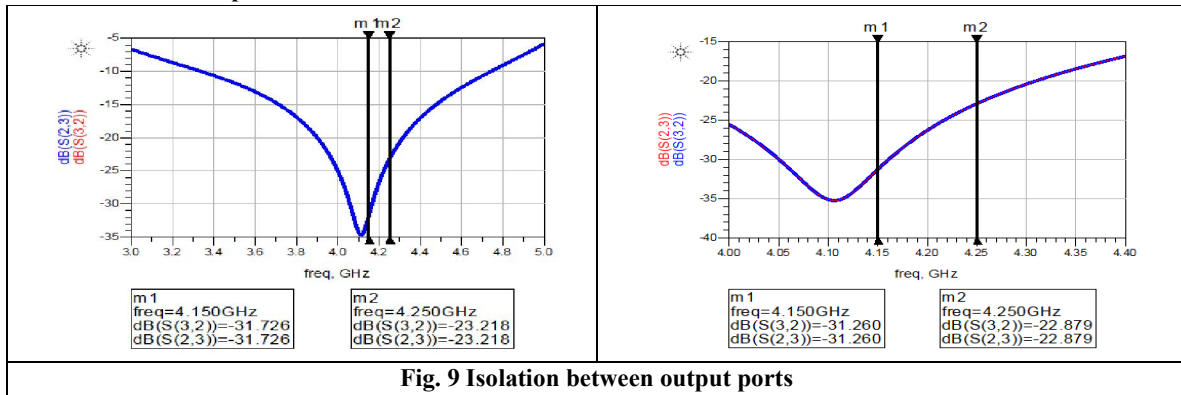 m1m2
-5
-10
-15
-20
-25
-30
-35
dB(S(2,3))
dB(S(3,2))
3.0 3.2 3.4 3.6 3.8 4.0 4.2 4.4 4.6 4.8 5.0
freq, GHz
m1
freq=4.150GHz
dB(S(3,2))=-31.726
dB(S(2,3))=-31.726
m2
freq=4.250GHz
dB(S(3,2))=-23.218
dB(S(2,3))=-23.218
m1 m2
-15
-20
-25
-30
-35
-40
dB(S(2,3))
dB(S(3,2))
4.00 4.05 4.10 4.15 4.20 4.25 4.30 4.35 4.40
freq, GHz
m1
freq=4.150GHz
dB(S(3,2))=-31.260
dB(S(2,3))=-31.260
m2
freq=4.250GHz
dB(S(3,2))=-22.879
dB(S(2,3))=-22.879
Fig. 9 Isolation between output ports